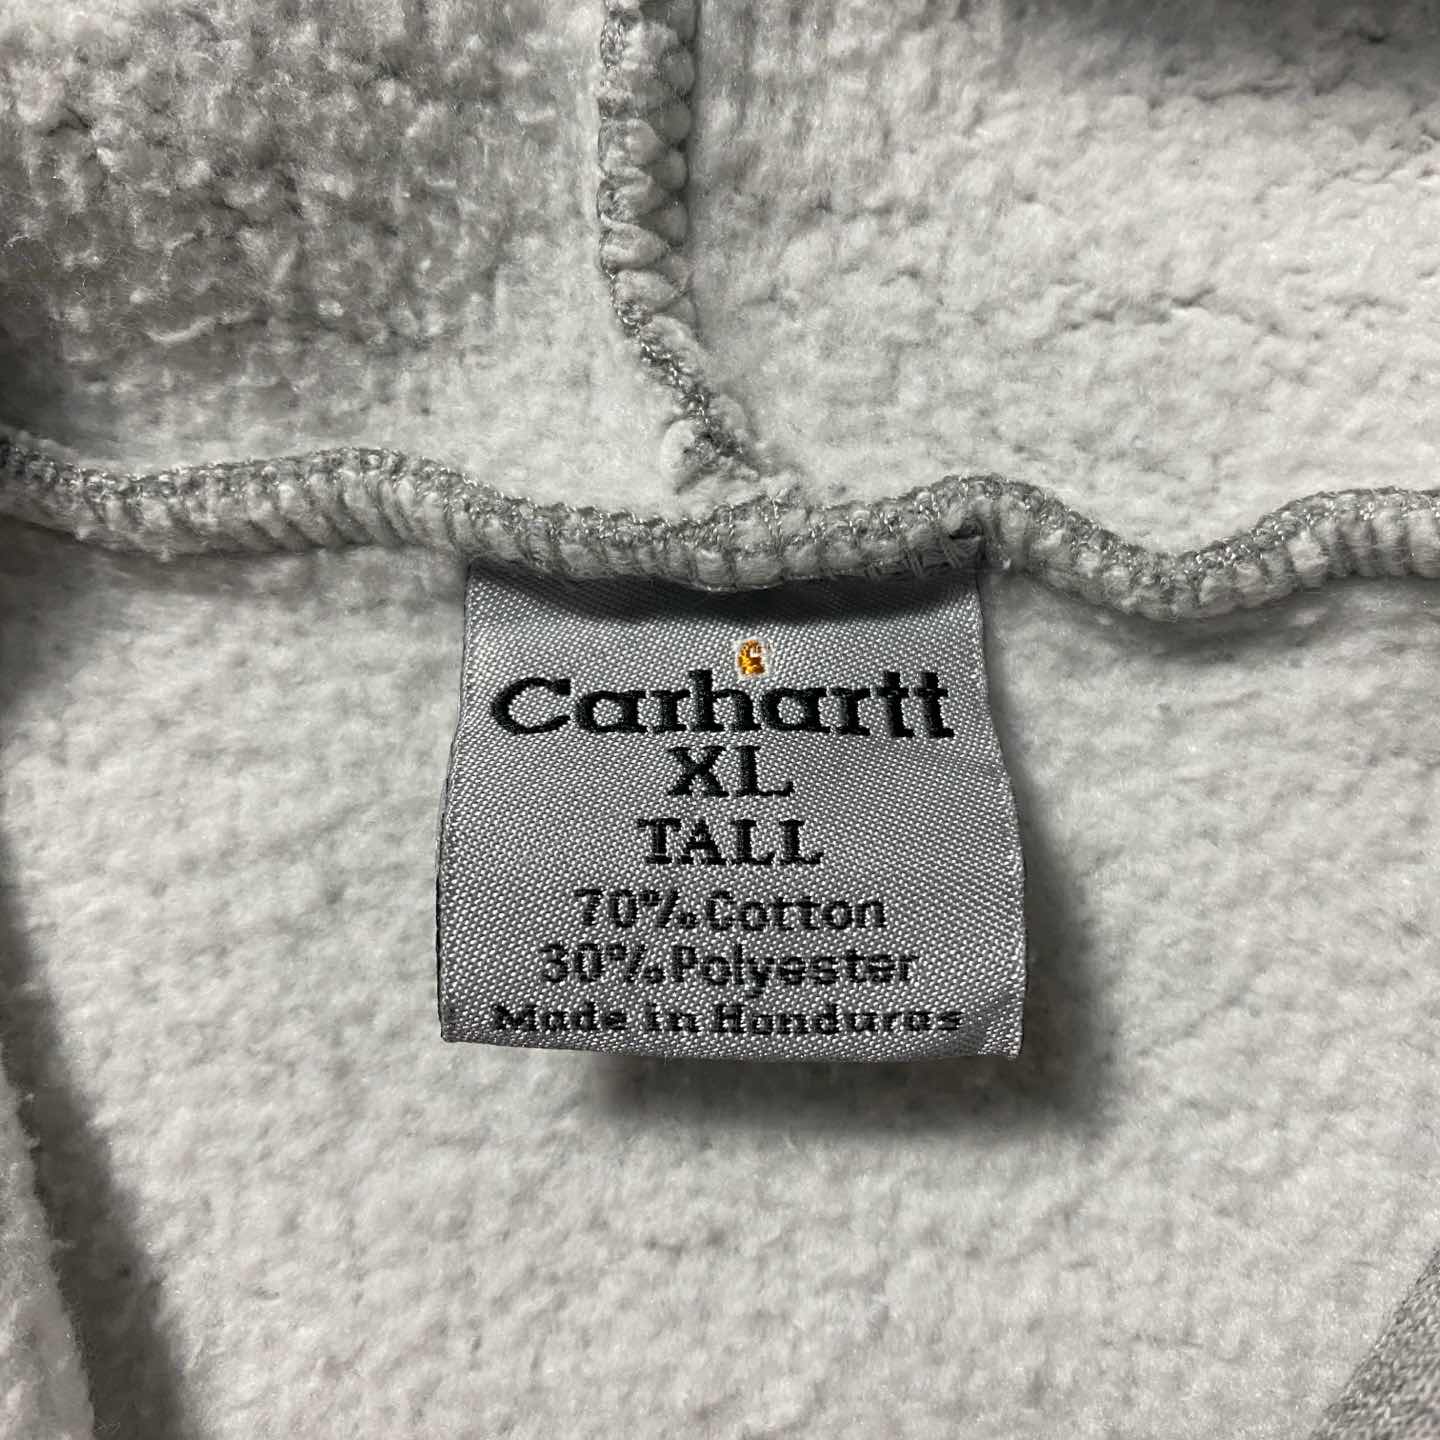 Carhartt
XL
TALL
70% Cotton
30% Polyester
Made in Honduras